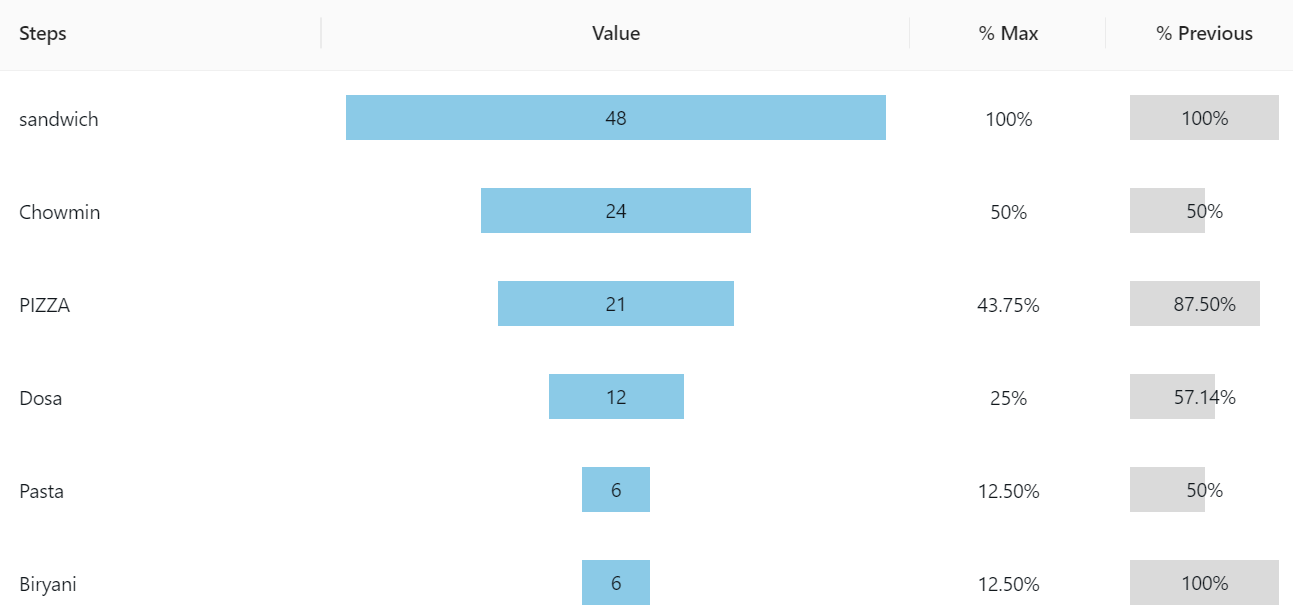 Steps Value % Max % Previous
sandwich 48 100% 100%
Chowmin 24 50% 50%
PIZZA 21 43.75% 87.50%
Dosa 12 25% 57.14%
Pasta 6 12.50% 50%
Biryani 6 12.50% 100%